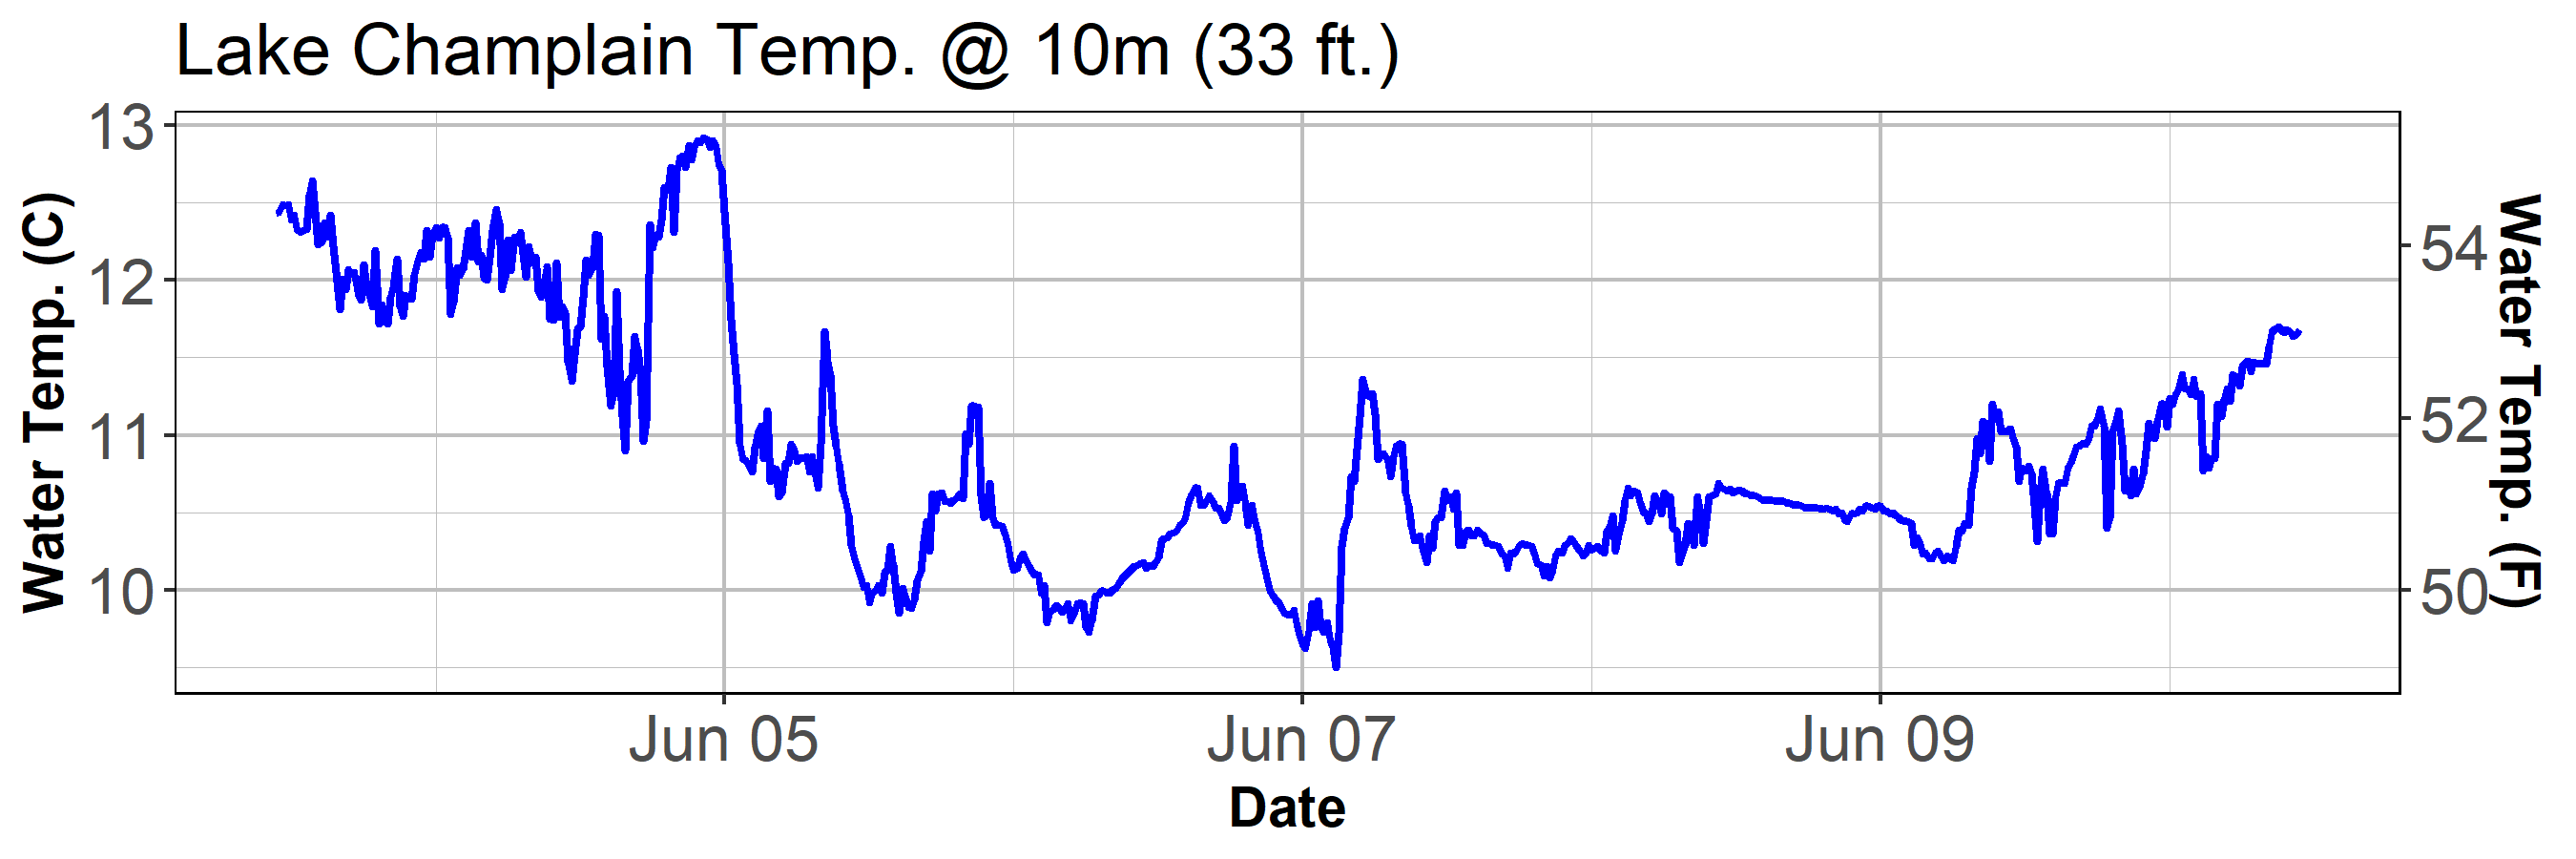 Lake Champlain Temp. @ 10m (33 ft.)
Water Temp. (C)
13
12
11
10
54
52
50
Water Temp. (F)
Jun 05
Jun 07
Jun 09
Date